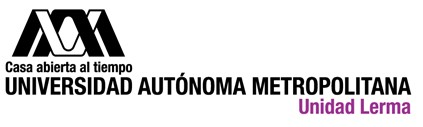 Casa abierta al tiempo
UNIVERSIDAD AUTÓNOMA METROPOLITANA
Unidad Lerma